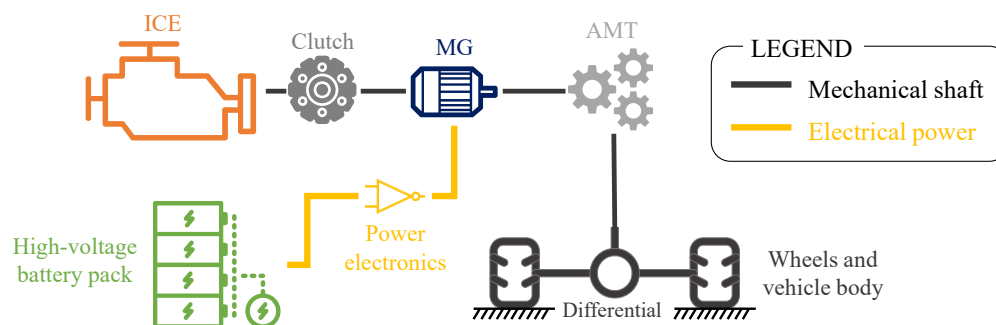 ICE
Clutch
MG
AMT
LEGEND
Mechanical shaft
Electrical power
High-voltage
battery pack
Power
electronics
Differential
Wheels and
vehicle body